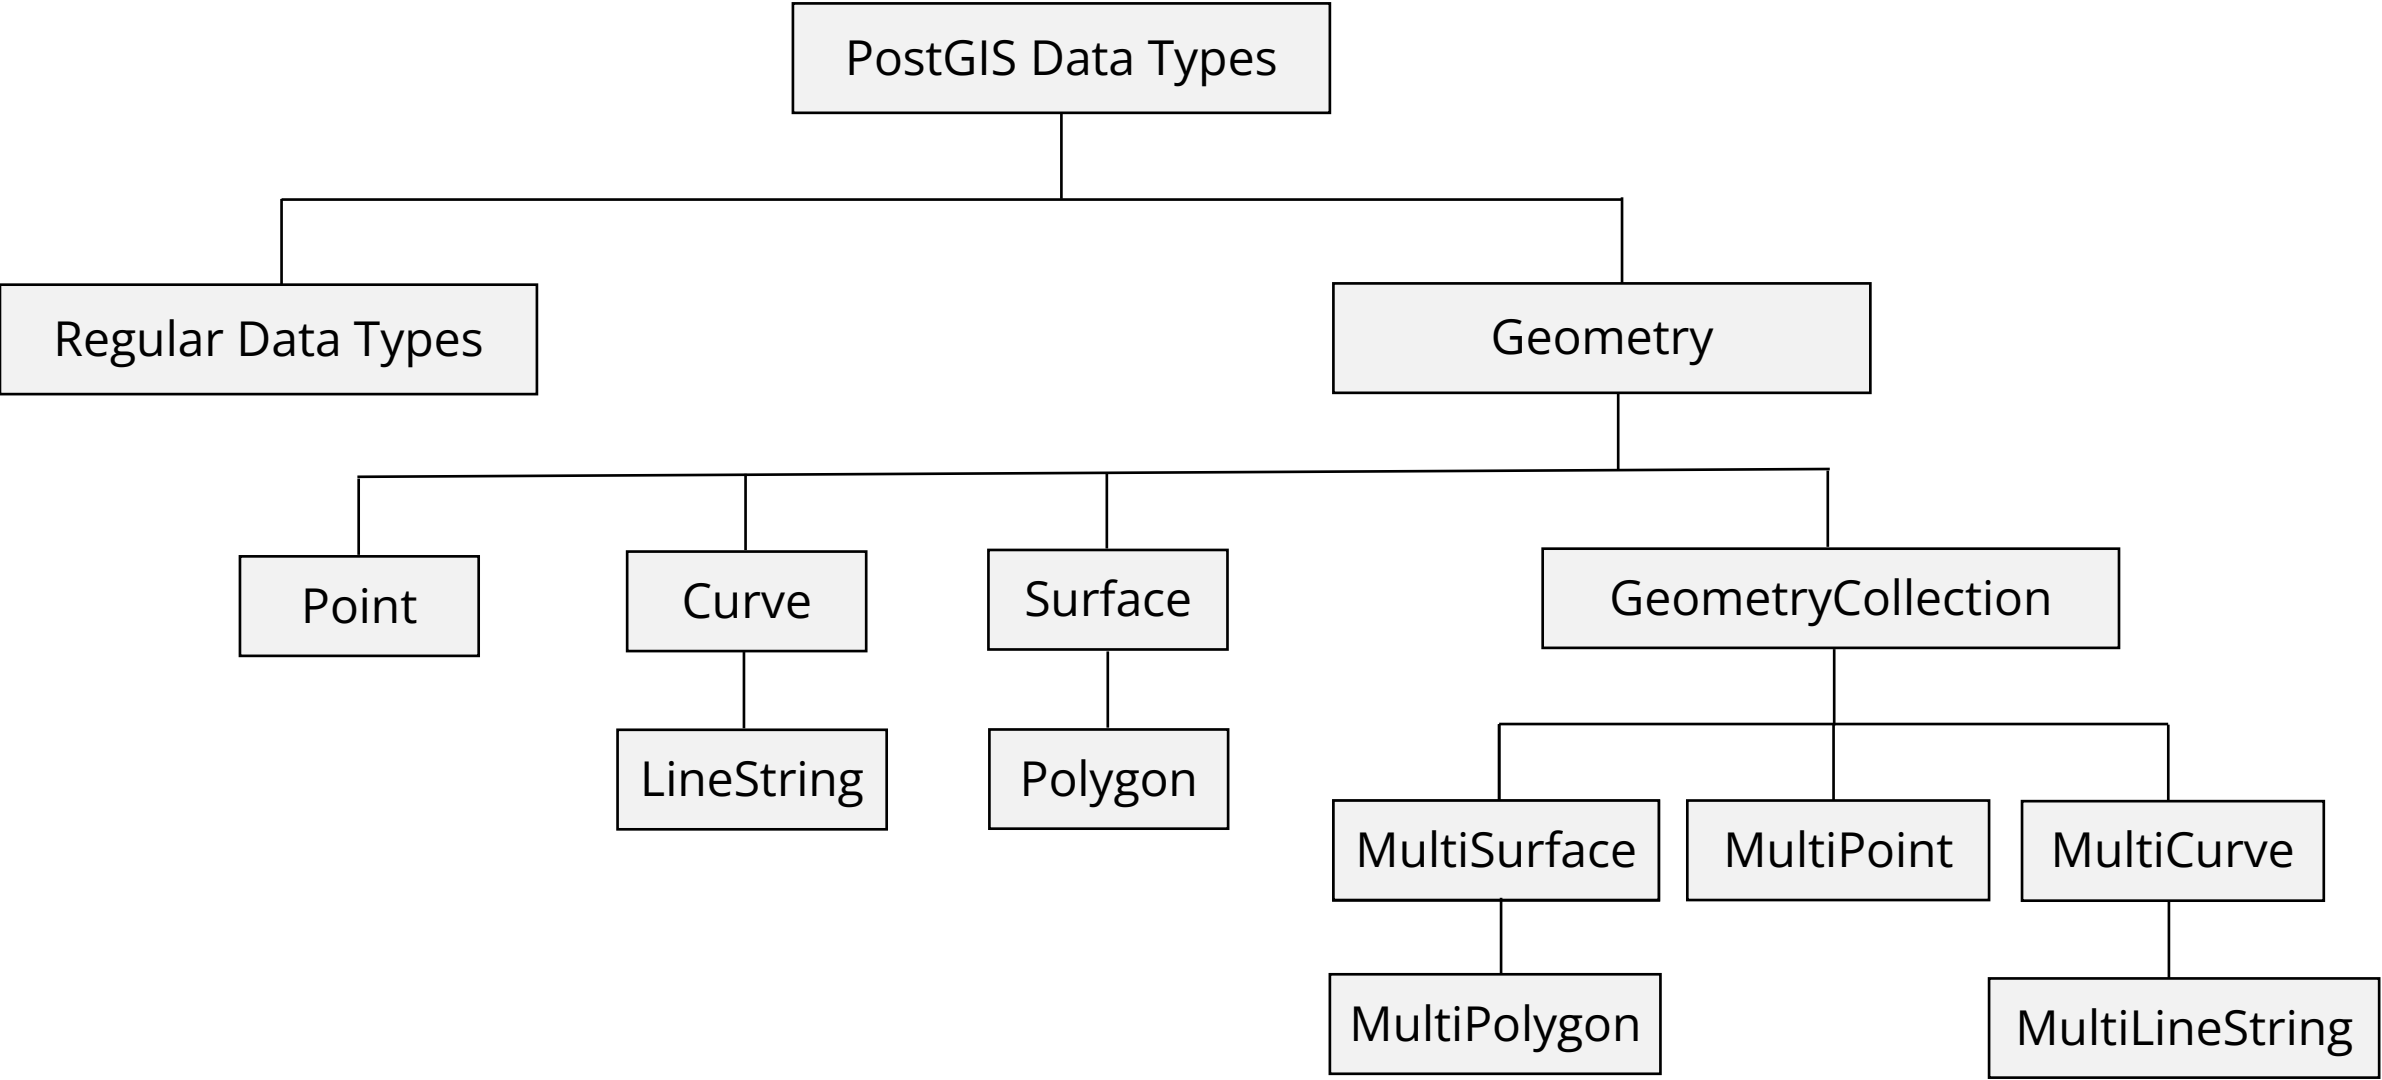 PostGIS Data Types
Regular Data Types
Geometry
Point
Curve
Surface
GeometryCollection
LineString
Polygon
MultiSurface
MultiPoint
MultiCurve
MultiPolygon
MultiLineString